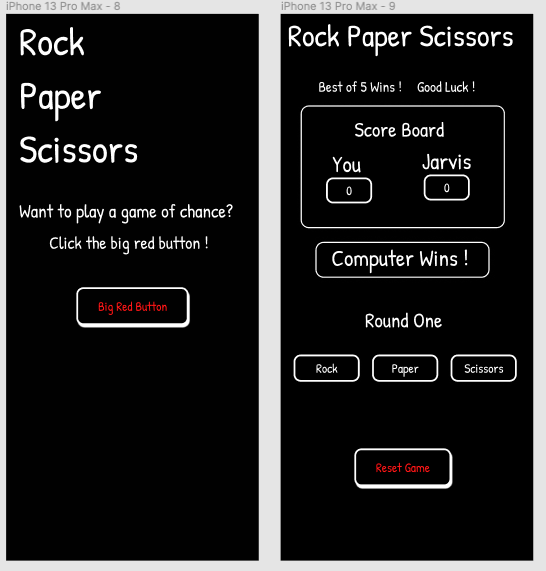 iPhone 13 Pro Max - 8
Rock
Paper
Scissors
Want to play a game of chance?
Click the big red button !
Big Red Button
iPhone 13 Pro Max - 9
Rock Paper Scissors
Best of 5 Wins ! Good Luck !
Score Board
You Jarvis
0 0
Computer Wins !
Round One
Rock Paper Scissors
Reset Game